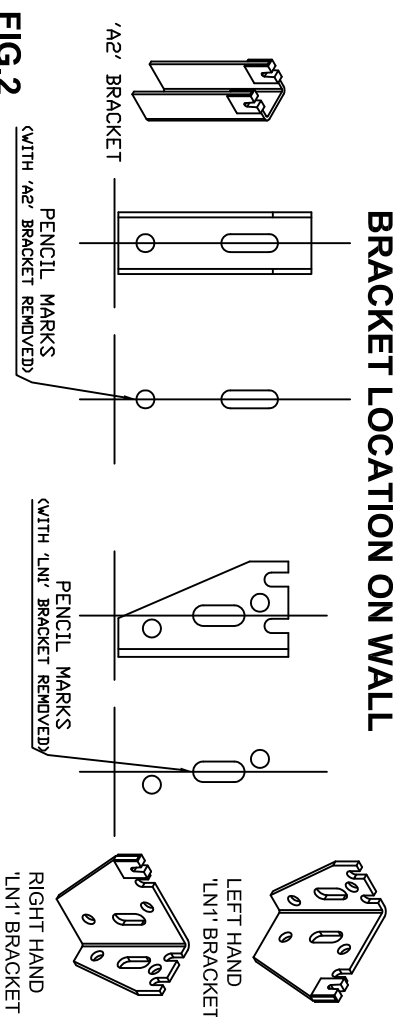 BRACKET LOCATION ON WALL
'A2' BRACKET
PENCIL MARKS
(WITH 'A2' BRACKET REMOVED)
PENCIL MARKS
(WITH 'LN1' BRACKET REMOVED)
LEFT HAND
'LN1' BRACKET
RIGHT HAND
'LN1' BRACKET
FIG.2